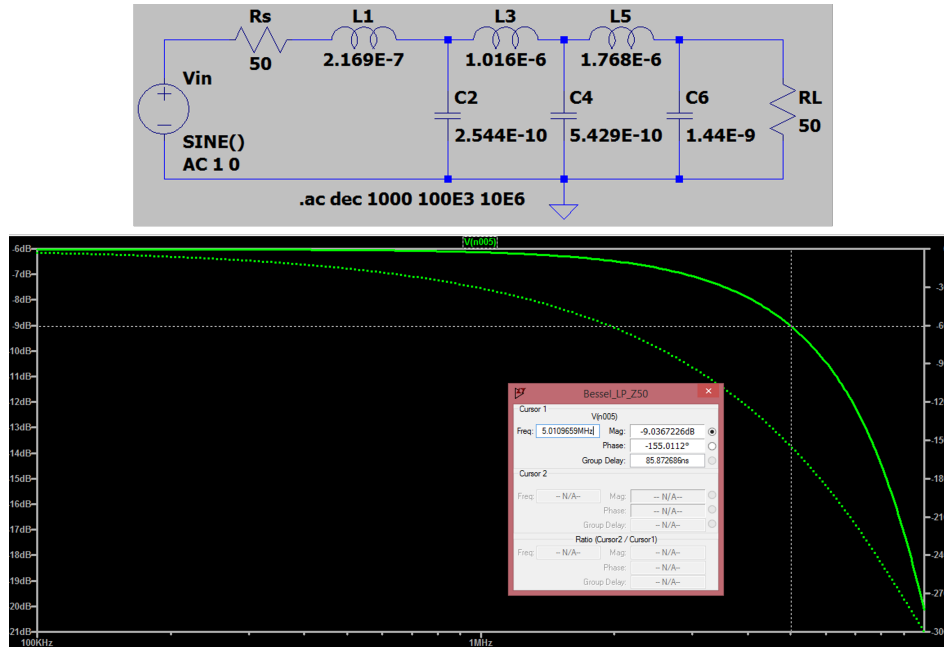 Rs
50
L1
2.169E-7
L3
1.016E-6
L5
1.768E-6
Vin
SINE()
AC 1 0
C2
2.544E-10
C4
5.429E-10
C6
1.44E-9
RL
50
.ac dec 1000 100E3 10E6
V(n005)
-6dB
-7dB
-8dB
-9dB
-10dB
-11dB
-12dB
-13dB
-14dB
-15dB
-16dB
-17dB
-18dB
-19dB
-20dB
-21dB
100KHz
1MHz
-3
-6
-9
-12
-15
-18
-21
-24
-27
-30
Bessel_LP_Z50
Cursor 1
V(n005)
Freq: 5.0109659MHz Mag: -9.0367226dB
Phase: -155.0112°
Group Delay: 85.872686ns
Cursor 2
Freq: -- N/A-- Mag: -- N/A--
Phase: -- N/A--
Group Delay: -- N/A--
Ratio (Cursor2 / Cursor1)
Freq: -- N/A-- Mag: -- N/A--
Phase: -- N/A--
Group Delay: -- N/A--